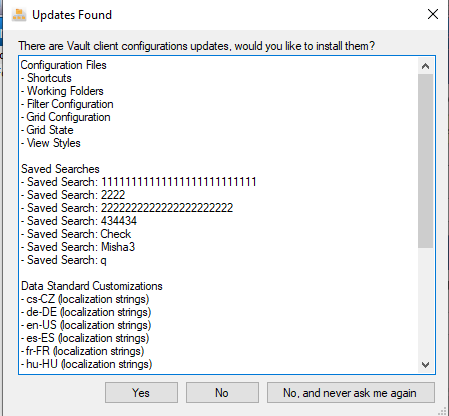 Updates Found
There are Vault client configurations updates, would you like to install them?
Configuration Files
- Shortcuts
- Working Folders
- Filter Configuration
- Grid Configuration
- Grid State
- View Styles
Saved Searches
- Saved Search: 11111111111111111111111111
- Saved Search: 2222
- Saved Search: 2222222222222222222222
- Saved Search: 434434
- Saved Search: Check
- Saved Search: Misha3
- Saved Search: q
Data Standard Customizations
- cs-CZ (localization strings)
- de-DE (localization strings)
- en-US (localization strings)
- es-ES (localization strings)
- fr-FR (localization strings)
- hu-HU (localization strings)
Yes
No
No, and never ask me again